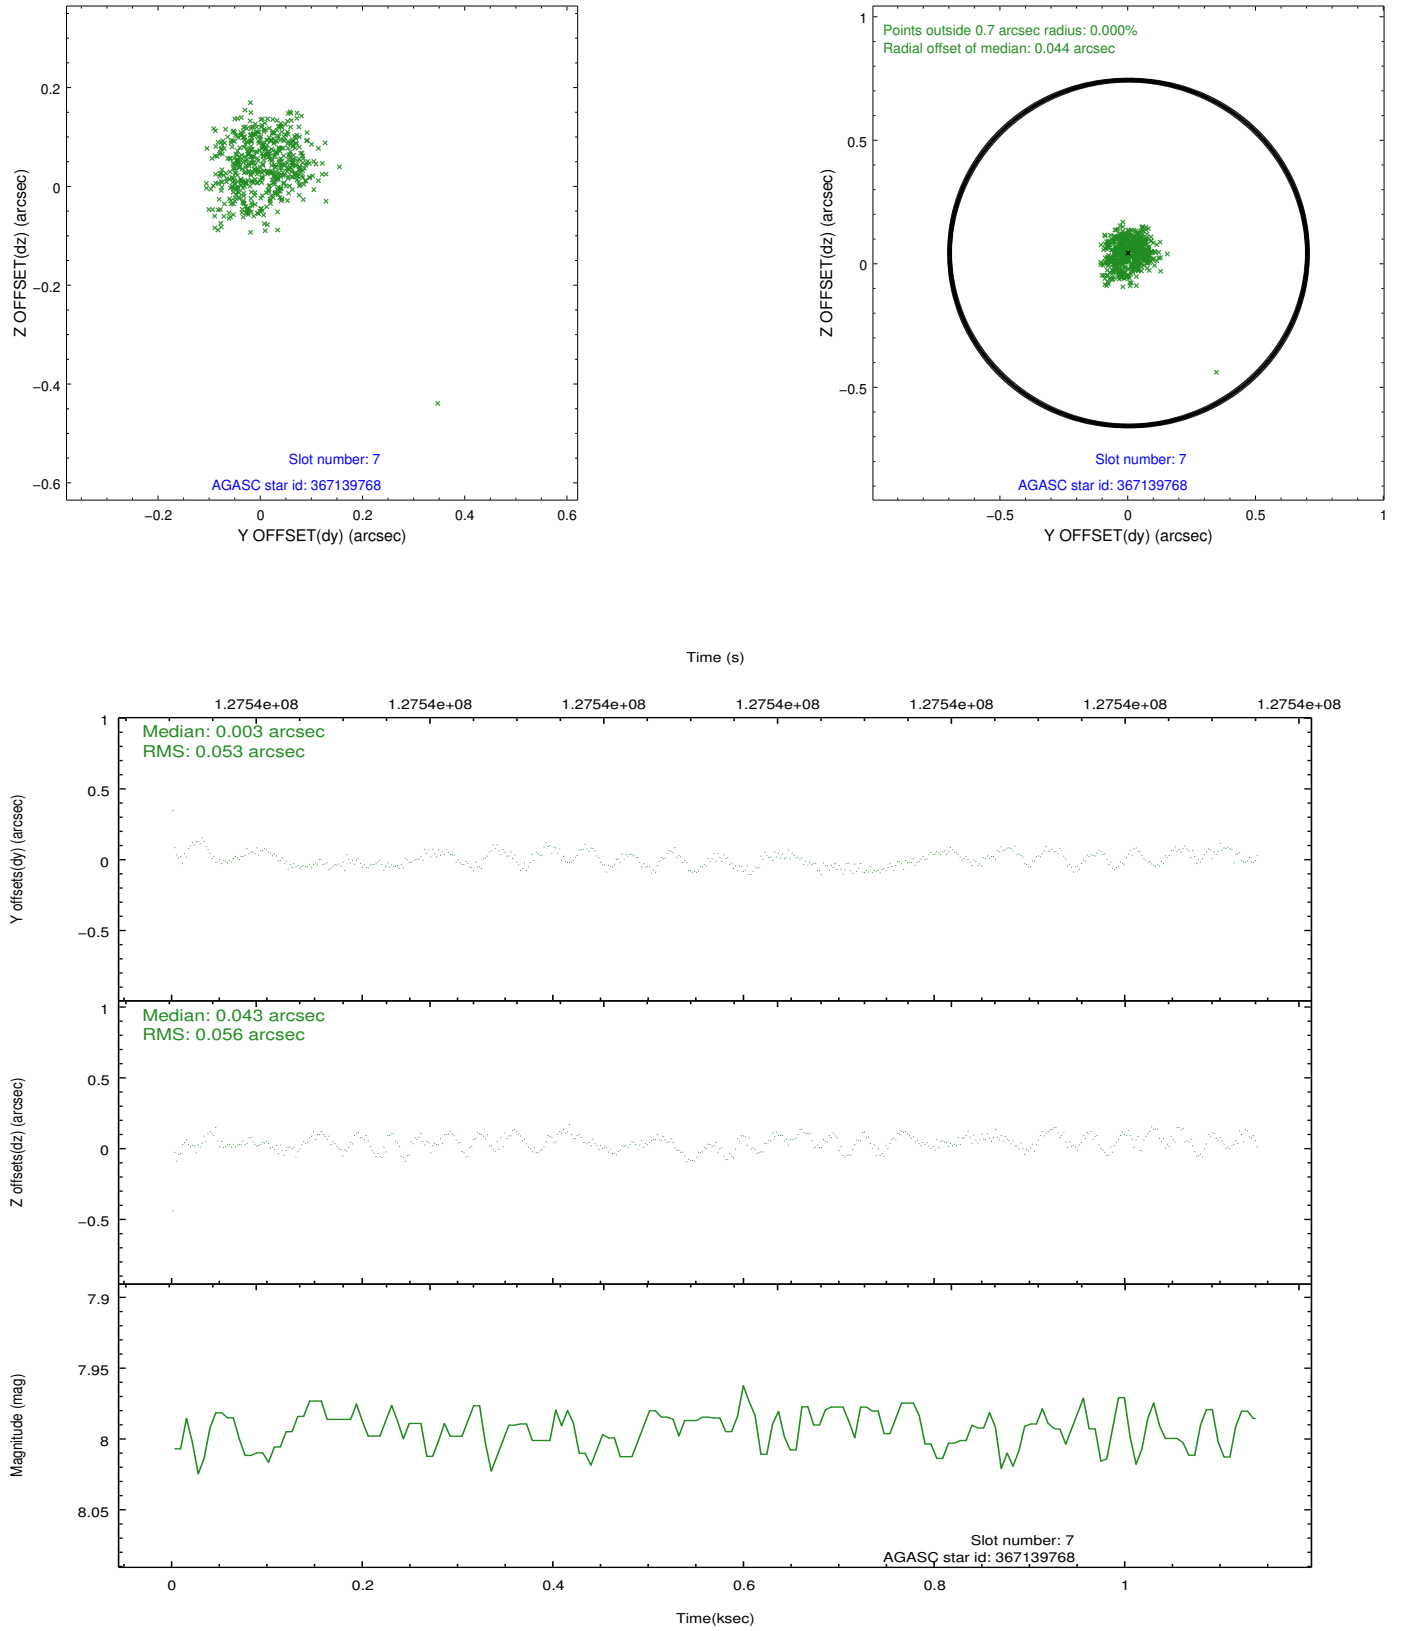 0.2
0
−0.2
−0.4
−0.6
Z OFFSET(dz) (arcsec)
Slot number: 7
AGASC star id: 367139768
−0.2 0 0.2 0.4 0.6
Y OFFSET(dy) (arcsec)
Points outside 0.7 arcsec radius: 0.000%
Radial offset of median: 0.044 arcsec
1
0.5
0
−0.5
Z OFFSET(dz) (arcsec)
Slot number: 7
AGASC star id: 367139768
−0.5 0 0.5 1
Y OFFSET(dy) (arcsec)
Time (s)
1.2754e+08 1.2754e+08 1.2754e+08 1.2754e+08 1.2754e+08 1.2754e+08 1.2754e+08
Median: 0.003 arcsec
RMS: 0.053 arcsec
1
0.5
0
−0.5
Y offsets(dy) (arcsec)
Median: 0.043 arcsec
RMS: 0.056 arcsec
1
0.5
0
−0.5
Z offsets(dz) (arcsec)
7.9
7.95
8
8.05
Magnitude (mag)
Slot number: 7
AGASC star id: 367139768
0 0.2 0.4 0.6 0.8 1
Time(ksec)